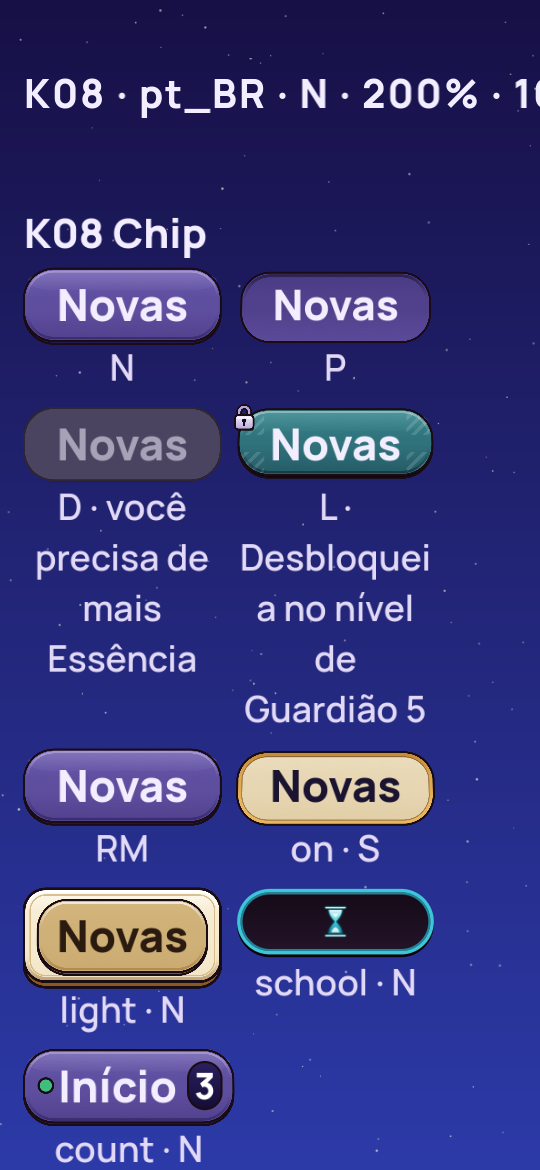 K08 · pt_BR · N · 200% · 1
K08 Chip
Novas Novas
N P
Novas Novas
D · você
precisa de
mais
Essência
L ·
Desbloquei
a no nível
de
Guardião 5
Novas Novas
RM on · S
Novas
light · N school · N
Início 3
count · N